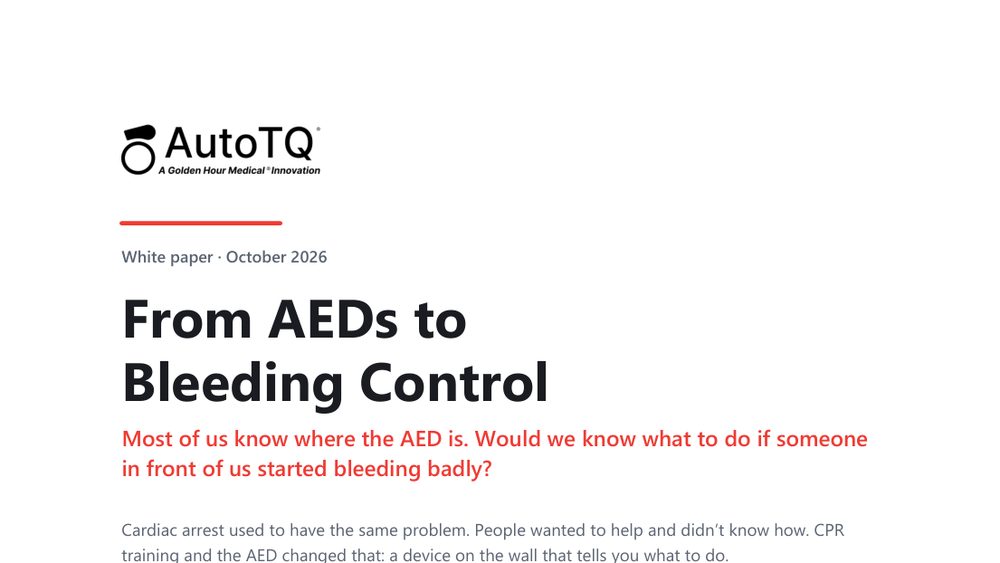 AutoTQ®
A Golden Hour Medical® Innovation
White paper · October 2026
From AEDs to
Bleeding Control
Most of us know where the AED is. Would we know what to do if someone
in front of us started bleeding badly?
Cardiac arrest used to have the same problem. People wanted to help and didn’t know how. CPR
training and the AED changed that: a device on the wall that tells you what to do.